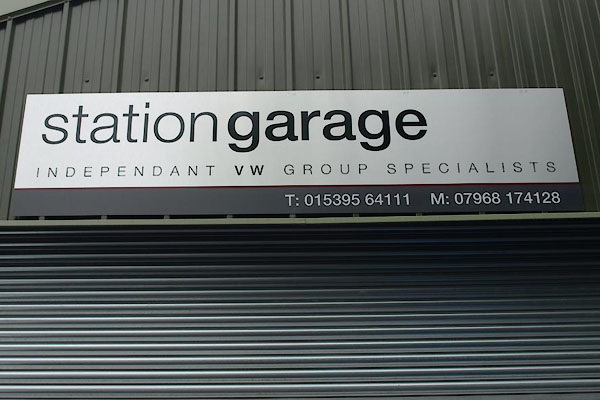 stationgarage
INDEPENDANT VW GROUP SPECIALISTS
T: 015395 64111 M: 07968 174128